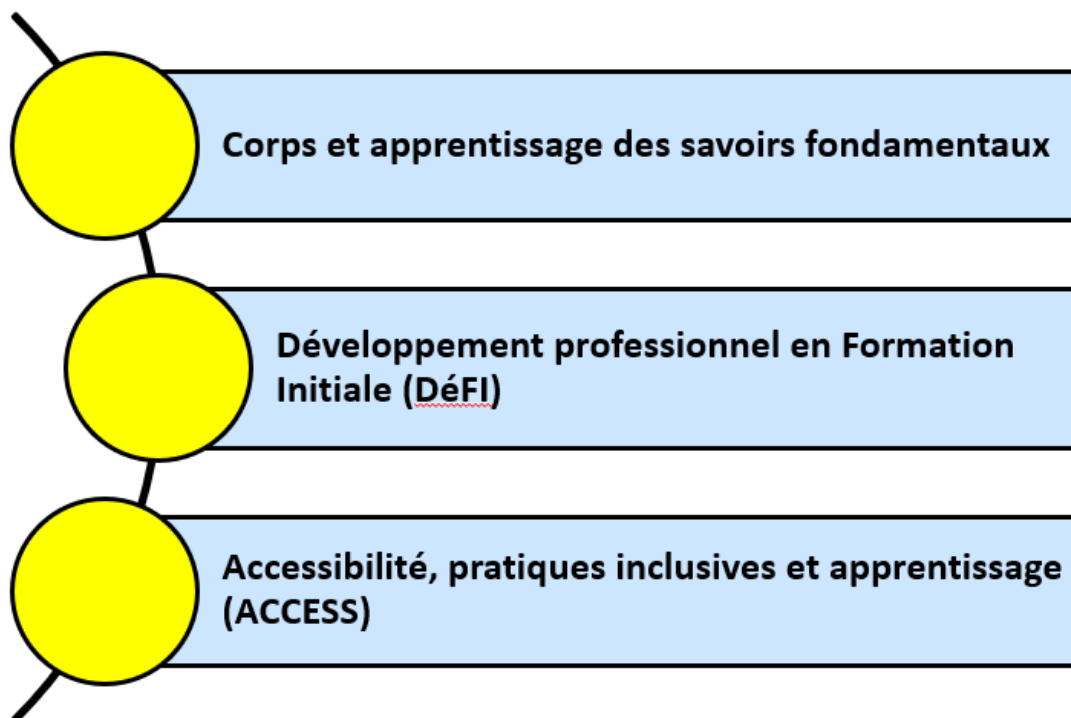 Corps et apprentissage des savoirs fondamentaux
Développement professionnel en Formation
Initiale (DéFI)
Accessibilité, pratiques inclusives et apprentissage
(ACCESS)